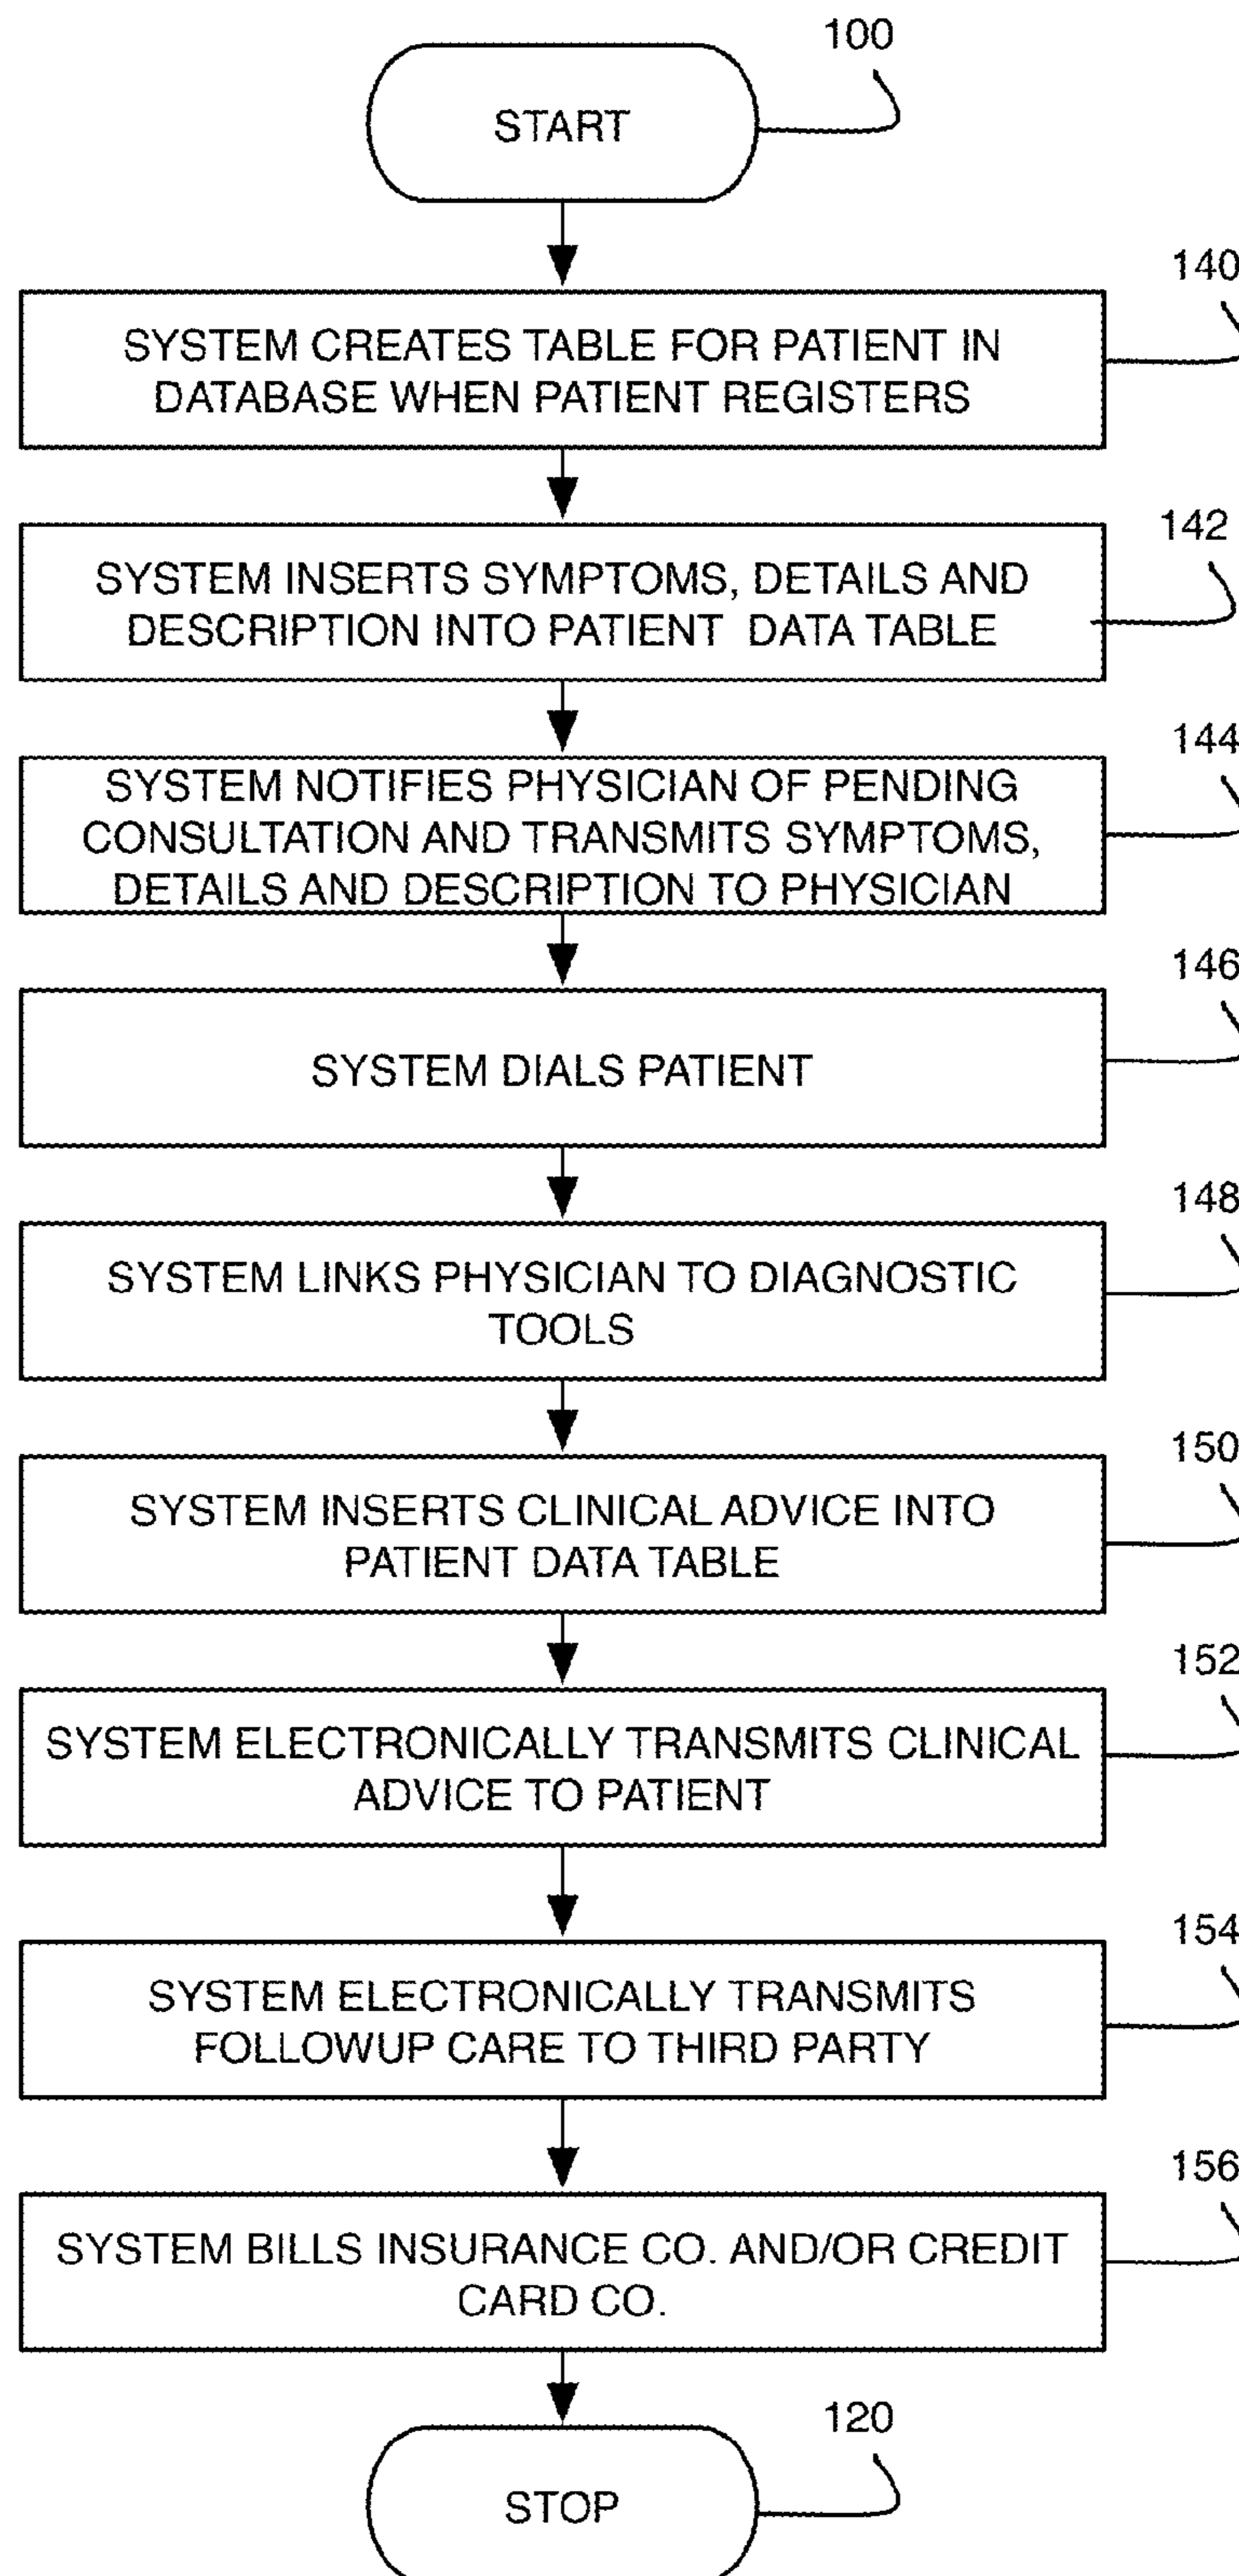 100
START
140
SYSTEM CREATES TABLE FOR PATIENT IN
DATABASE WHEN PATIENT REGISTERS
142
SYSTEM INSERTS SYMPTOMS, DETAILS AND
DESCRIPTION INTO PATIENT DATA TABLE
144
SYSTEM NOTIFIES PHYSICIAN OF PENDING
CONSULTATION AND TRANSMITS SYMPTOMS,
DETAILS AND DESCRIPTION TO PHYSICIAN
146
SYSTEM DIALS PATIENT
148
SYSTEM LINKS PHYSICIAN TO DIAGNOSTIC
TOOLS
150
SYSTEM INSERTS CLINICAL ADVICE INTO
PATIENT DATA TABLE
152
SYSTEM ELECTRONICALLY TRANSMITS CLINICAL
ADVICE TO PATIENT
154
SYSTEM ELECTRONICALLY TRANSMITS
FOLLOWUP CARE TO THIRD PARTY
156
SYSTEM BILLS INSURANCE CO. AND/OR CREDIT
CARD CO.
120
STOP